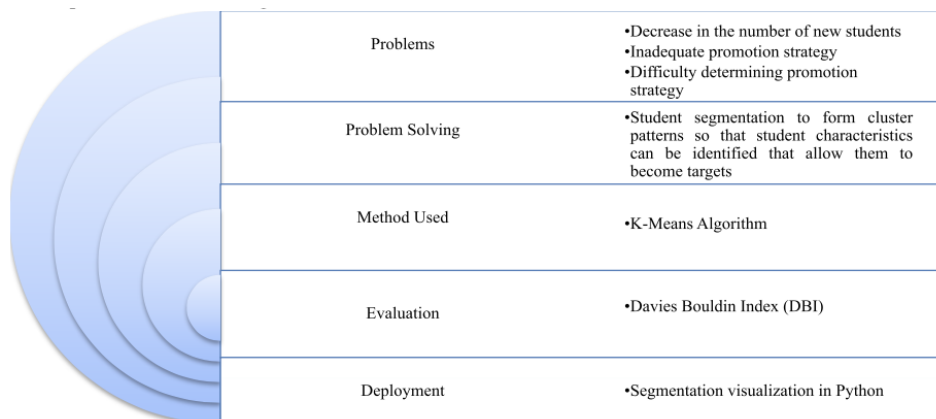 Problems
•Decrease in the number of new students
•Inadequate promotion strategy
•Difficulty determining promotion
strategy
Problem Solving
•Student segmentation to form cluster
patterns so that student characteristics
can be identified that allow them to
become targets
Method Used
•K-Means Algorithm
Evaluation
•Davies Bouldin Index (DBI)
Deployment
•Segmentation visualization in Python